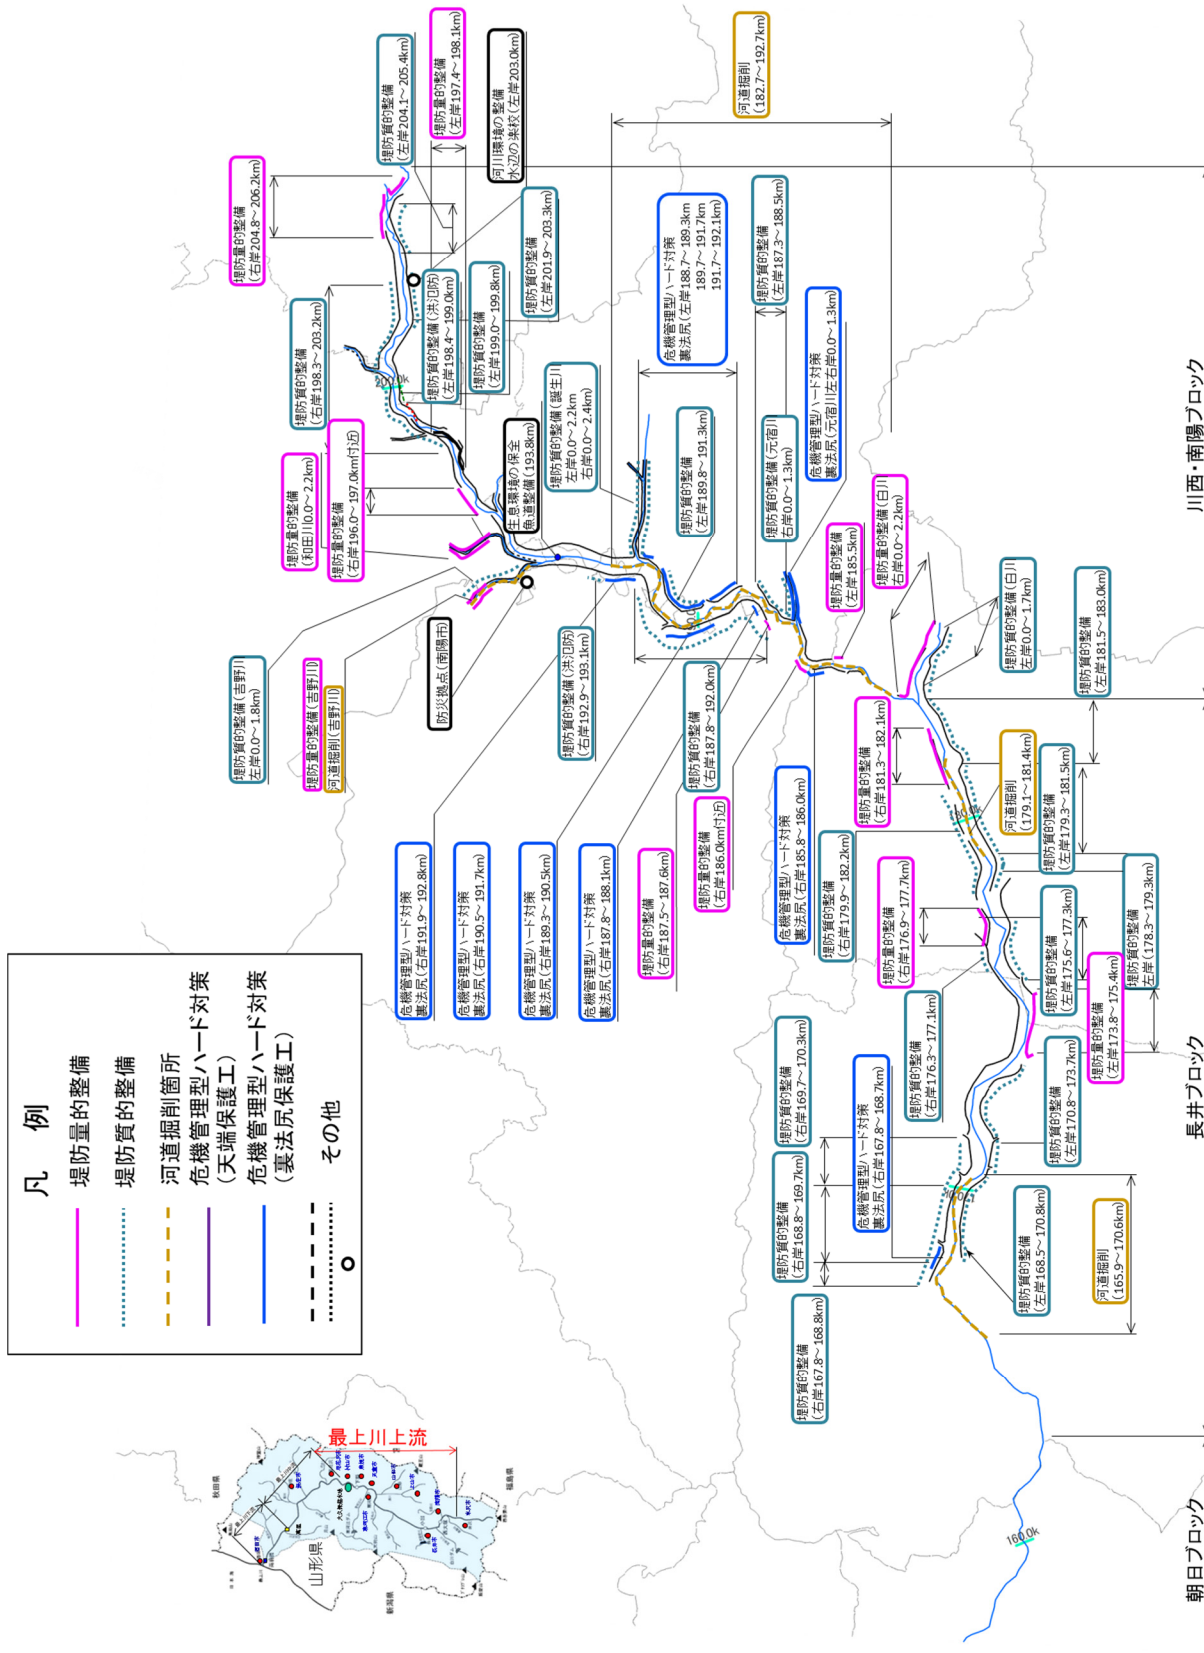 凡　例
堤防量的整備
堤防質的整備
河道掘削箇所
危機管理型ハード対策
（天端保護工）
危機管理型ハード対策
（裏法尻保護工）
その他
最上川上流
秋田県
山形県
新潟県
福島県
堤防量的整備
（右岸204.8～206.2km）
堤防質的整備
（左岸204.1～205.4km）
堤防量的整備
（左岸197.4～198.1km）
河川環境の整備
水辺の楽校（左岸203.0km）
堤防質的整備
（右岸198.3～203.2km）
堤防質的整備（洪氾防）
（左岸198.4～199.0km）
堤防質的整備
（左岸199.0～199.8km）
堤防質的整備
（左岸201.9～203.3km）
河道掘削
（182.7～192.7km）
堤防量的整備
（和田川0.0～2.2km）
堤防量的整備
（右岸196.0～197.0km付近）
生息環境の保全
魚道整備（193.8km）
堤防質的整備（誕生川
左岸0.0～2.2km
右岸0.0～2.4km）
危機管理型ハード対策
裏法尻（左岸188.7～189.3km
189.7～191.7km
191.7～192.1km）
堤防質的整備
（左岸187.3～188.5km）
堤防質的整備
（左岸189.8～191.3km）
堤防質的整備（元宿川
右岸0.0～1.3km）
危機管理型ハード対策
裏法尻（元宿川左右岸0.0～1.3km）
堤防質的整備（吉野川
左岸0.0～1.8km）
堤防量的整備（吉野川）
河道掘削（吉野川）
防災拠点（南陽市）
堤防質的整備（洪氾防）
（右岸192.9～193.1km）
堤防質的整備
（右岸187.8～192.0km）
堤防量的整備
（左岸185.5km）
堤防量的整備（白川
右岸0.0～2.2km）
堤防質的整備（白川
左岸0.0～1.7km）
堤防質的整備
（左岸181.5～183.0km）
危機管理型ハード対策
裏法尻（右岸191.9～192.8km）
危機管理型ハード対策
裏法尻（右岸190.5～191.7km）
危機管理型ハード対策
裏法尻（右岸189.3～190.5km）
危機管理型ハード対策
裏法尻（右岸187.8～188.1km）
堤防量的整備
（右岸187.5～187.6km）
堤防量的整備
（右岸186.0km付近）
危機管理型ハード対策
裏法尻（右岸185.8～186.0km）
堤防量的整備
（右岸181.3～182.1km）
堤防質的整備
（右岸179.9～182.2km）
河道掘削
（179.1～181.4km）
堤防質的整備
（左岸179.3～181.5km）
堤防量的整備
（右岸176.9～177.7km）
堤防質的整備
（左岸175.6～177.3km）
堤防質的整備
左岸（178.3～179.3km）
堤防質的整備
（右岸176.3～177.1km）
堤防量的整備
（左岸173.8～175.4km）
堤防質的整備
（右岸169.7～170.3km）
危機管理型ハード対策
裏法尻（右岸167.8～168.7km）
堤防質的整備
（左岸170.8～173.7km）
堤防質的整備
（右岸168.8～169.7km）
堤防質的整備
（左岸168.5～170.8km）
河道掘削
（165.9～170.6km）
堤防質的整備
（右岸167.8～168.8km）
160.0k
川西・南陽ブロック
長井ブロック
朝日ブロック